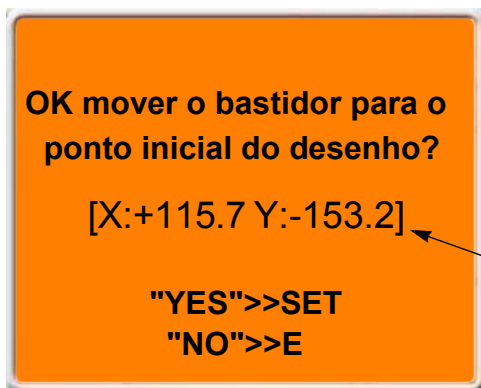 OK mover o bastidor para o
ponto inicial do desenho?
[X:+115.7 Y:-153.2]
"YES">>SET
"NO">>E